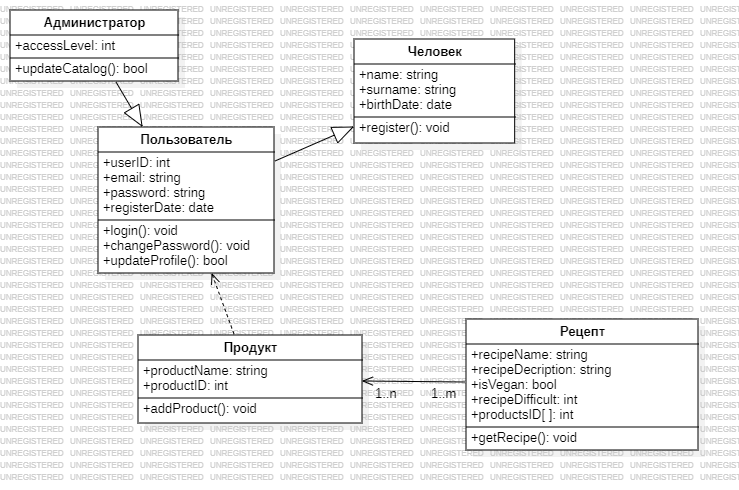 Администратор
+accessLevel: int
+updateCatalog(): bool
Человек
+name: string
+surname: string
+birthDate: date
+register(): void
Пользователь
+userID: int
+email: string
+password: string
+registerDate: date
+login(): void
+changePassword(): void
+updateProfile(): bool
Продукт
+productName: string
+productID: int
+addProduct(): void
1..n
1..m
Рецепт
+recipeName: string
+recipeDecription: string
+isVegan: bool
+recipeDifficult: int
+productsID[ ]: int
+getRecipe(): void
UNREGISTERED